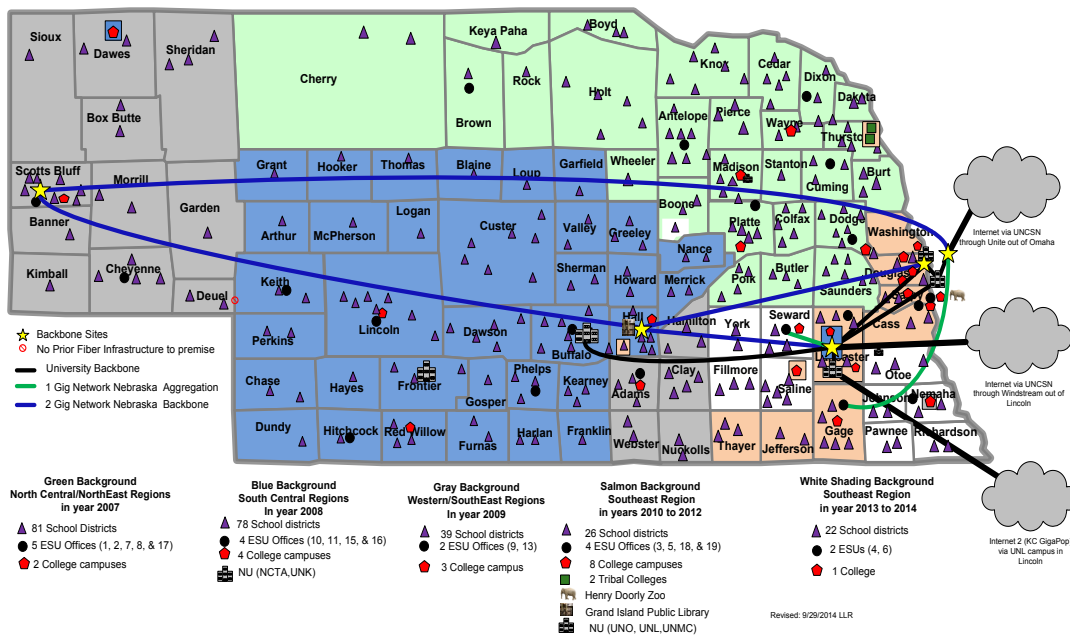 Boyd
Keya Paha
Sioux
Dawes
Sheridan
Cherry
Knox
Cedar
Dixon
Rock
Holt
Dakota
Box Butte
Brown
Antelope
Pierce
Wayne
Thurston
Grant
Hooker
Thomas
Blaine
Loup
Garfield
Wheeler
Madison
Stanton
Cuming
Burt
Scotts Bluff
Morrill
Banner
Garden
Arthur
McPherson
Logan
Custer
Valley
Greeley
Boone
Platte
Colfax
Dodge
Washington
Internet via UNCSN
through Unite out of Omaha
Kimball
Cheyenne
Deuel
Keith
Sherman
Howard
Nance
Merrick
Polk
Butler
Saunders
Douglas
Sarpy
Perkins
Lincoln
Dawson
Buffalo
Hall
Hamilton
York
Seward
Lancaster
Cass
Backbone Sites
No Prior Fiber Infrastructure to premise
University Backbone
1 Gig Network Nebraska Aggregation
2 Gig Network Nebraska Backbone
Chase
Hayes
Frontier
Gosper
Phelps
Kearney
Adams
Clay
Fillmore
Saline
Otoe
Internet via UNCSN
through Windstream out of
Lincoln
Dundy
Hitchcock
Red Willow
Furnas
Harlan
Franklin
Webster
Nuckolls
Thayer
Jefferson
Gage
Johnson
Nemaha
Pawnee
Richardson
Internet 2 (KC GigaPop
via UNL campus in
Lincoln
Green Background
North Central/NorthEast Regions
In year 2007
81 School Districts
5 ESU Offices (1, 2, 7, 8, & 17)
2 College campuses
Blue Background
South Central Regions
In year 2008
78 School districts
4 ESU Offices (10, 11, 15, & 16)
4 College campuses
NU (NCTA,UNK)
Gray Background
Western/SouthEast Regions
In year 2009
39 School districts
2 ESU Offices (9, 13)
3 College campus
Salmon Background
Southeast Region
in years 2010 to 2012
26 School districts
4 ESU Offices (3, 5, 18, & 19)
8 College campuses
2 Tribal Colleges
Henry Doorly Zoo
Grand Island Public Library
NU (UNO, UNL,UNMC)
White Shading Background
Southeast Region
in year 2013 to 2014
22 School districts
2 ESUs (4, 6)
1 College
Revised: 9/29/2014 LLR